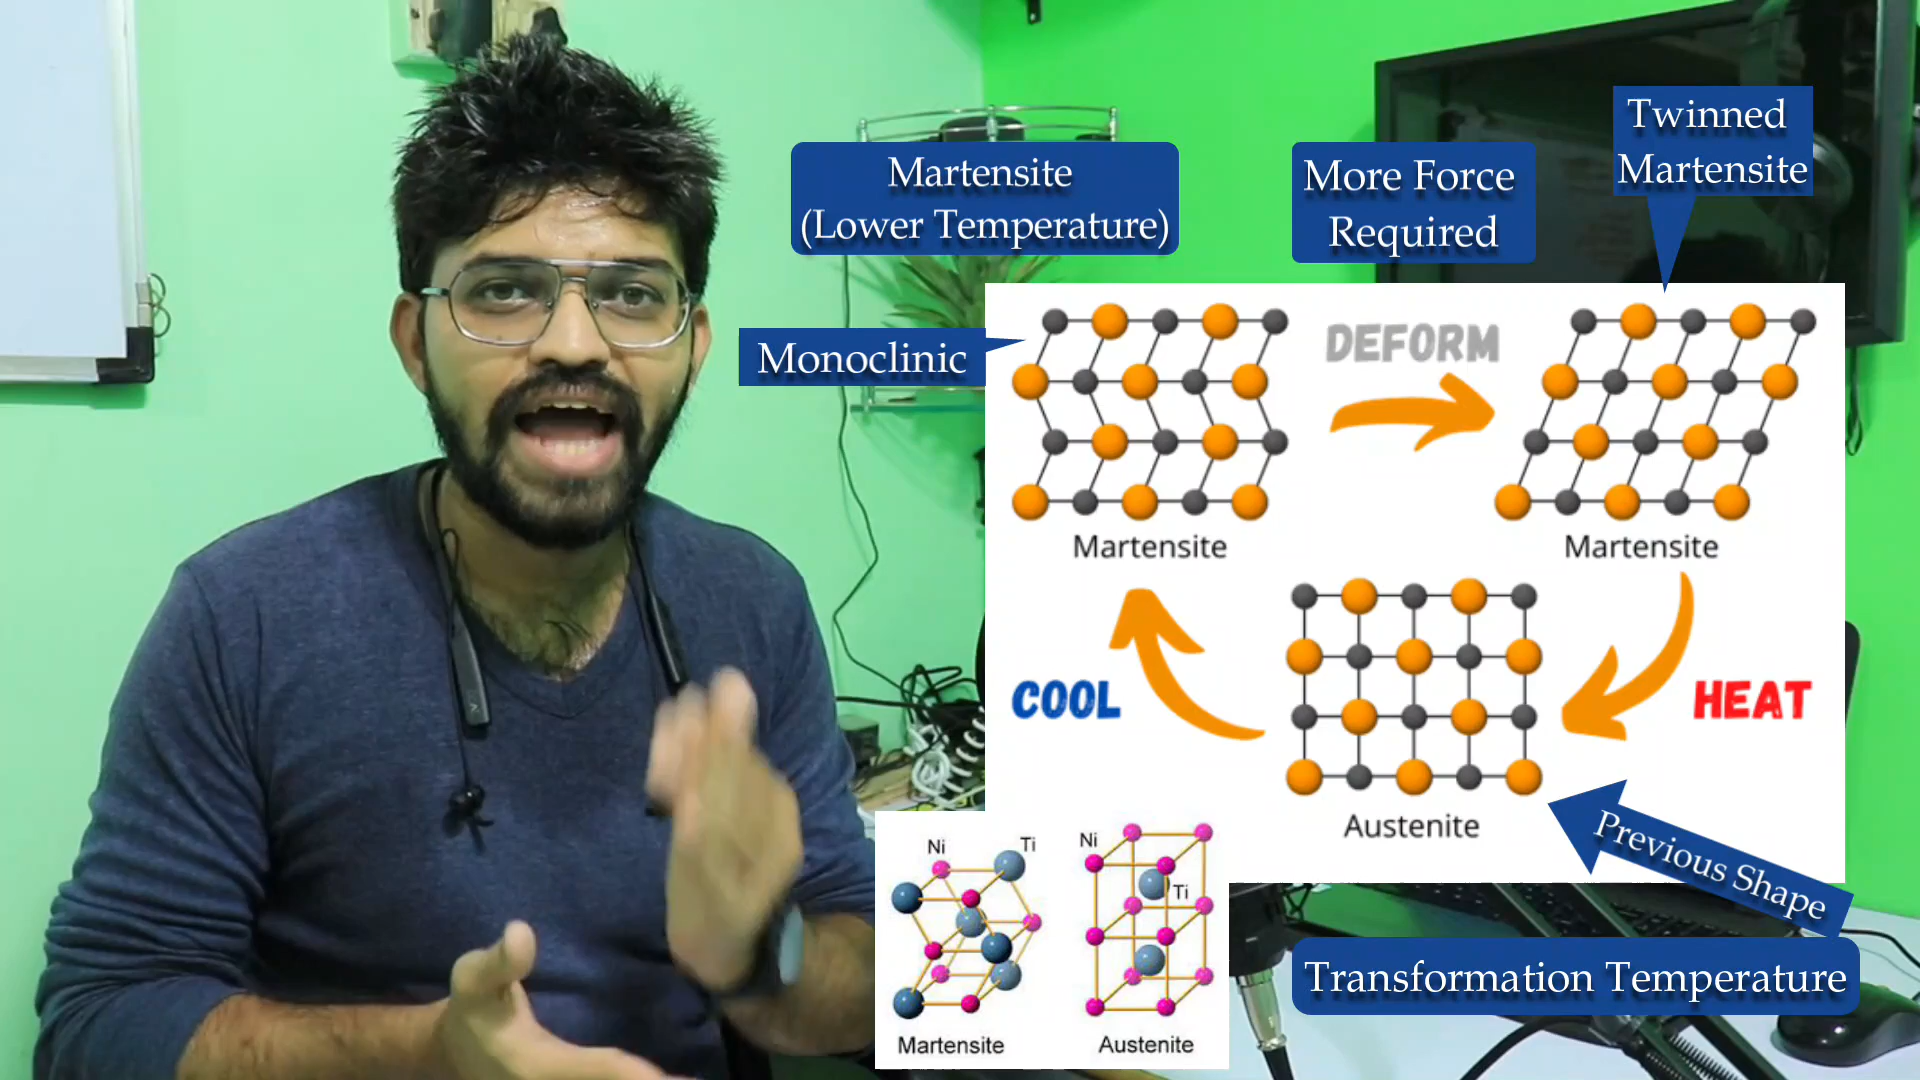 Twinned
Martensite
Martensite
(Lower Temperature)
More Force
Required
Monoclinic
DEFORM
Martensite
Martensite
COOL
HEAT
Austenite
Previous Shape
Ni
Ti
Martensite
Ni
Ti
Austenite
Transformation Temperature